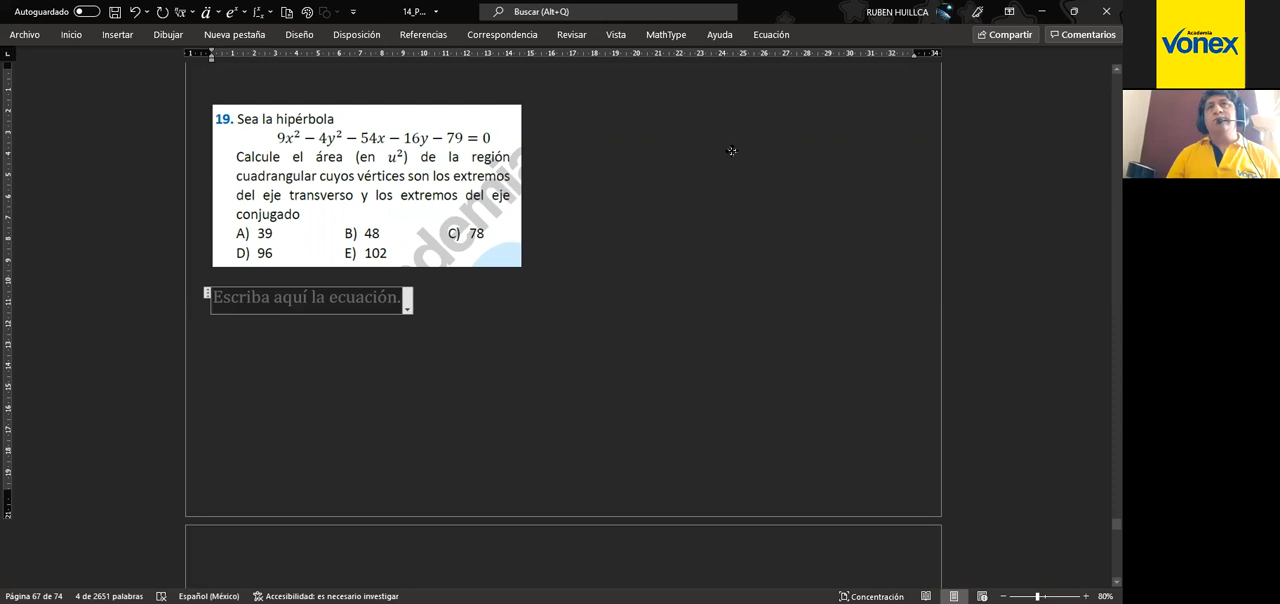 Autoguardado
14_P...
Buscar (Alt+Q)
RUBEN HUILLCA
Archivo Inicio Insertar Dibujar Nueva pestaña Diseño Disposición Referencias Correspondencia Revisar Vista MathType Ayuda Ecuación
Compartir Comentarios
Academia
VONEX
19. Sea la hipérbola
9x² − 4y² − 54x − 16y − 79 = 0
Calcule el área (en u²) de la región
cuadrangular cuyos vértices son los extremos
del eje transverso y los extremos del eje
conjugado
A) 39 B) 48 C) 78
D) 96 E) 102
Escriba aquí la ecuación.
Página 67 de 74 4 de 2651 palabras Español (México) Accesibilidad: es necesario investigar Concentración 80%